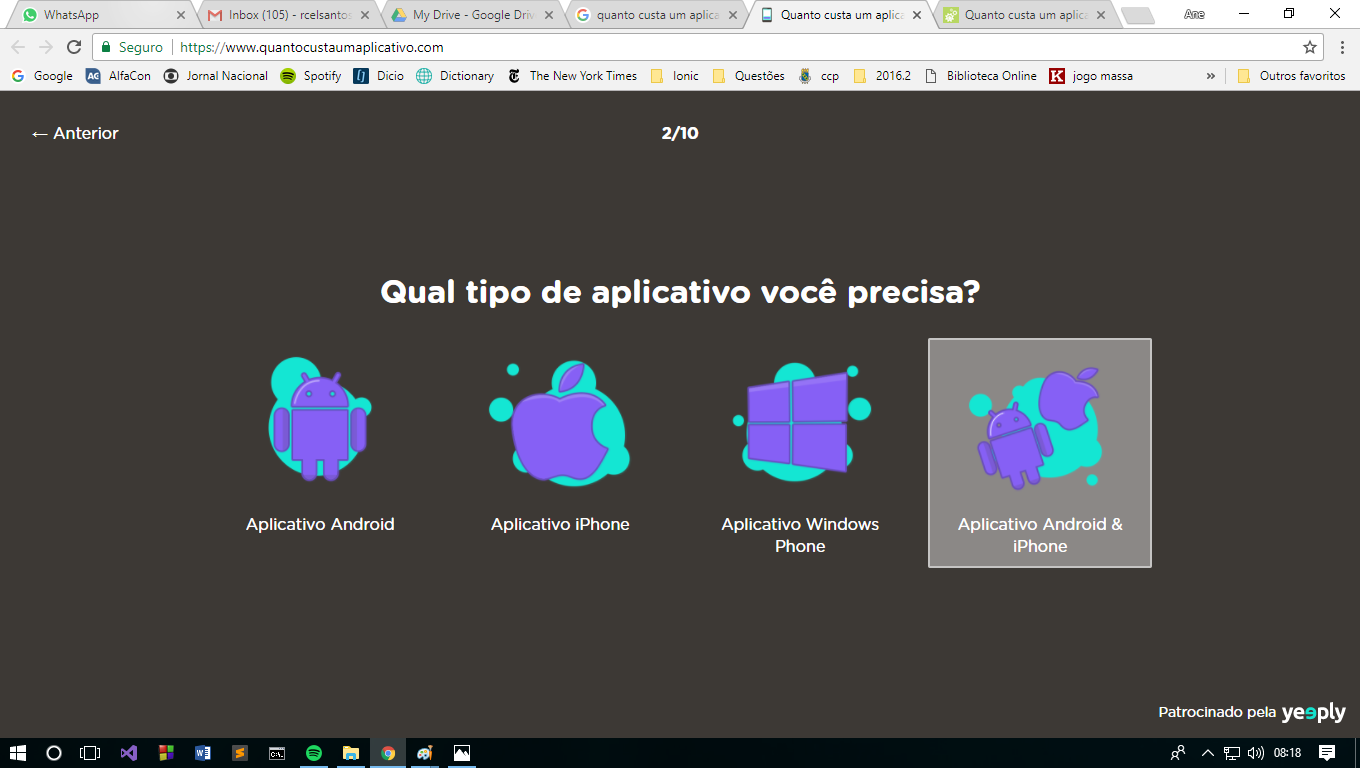 WhatsApp
Inbox (105) - rcelsantos
My Drive - Google Driv
quanto custa um aplica
Quanto custa um aplica
Quanto custa um aplica
Ane
Seguro
https://www.quantocustaumaplicativo.com
Google
AlfaCon
Jornal Nacional
Spotify
Dicio
Dictionary
The New York Times
Ionic
Questões
ccp
2016.2
Biblioteca Online
jogo massa
»
Outros favoritos
← Anterior
2/10
Qual tipo de aplicativo você precisa?
Aplicativo Android
Aplicativo iPhone
Aplicativo Windows
Phone
Aplicativo Android &
iPhone
Patrocinado pela yeeply
08:18